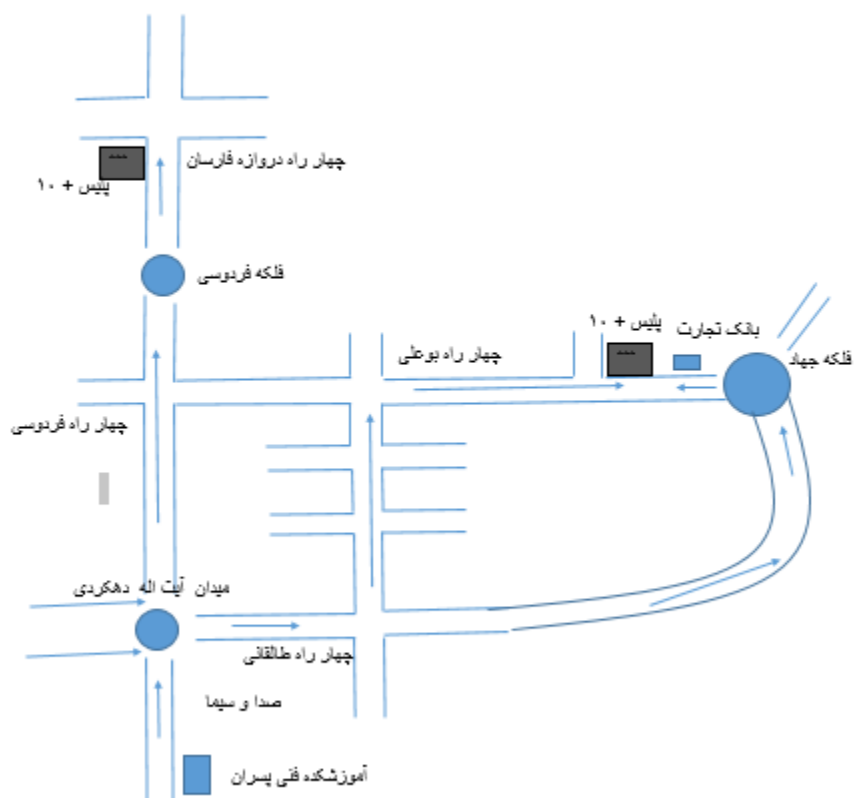 چهار راه دروازه فارسان
پلیس + ۱۰
فلکه فردوسی
پلیس + ۱۰
بانک تجارت
چهار راه بوعلی
فلکه جهاد
چهار راه فردوسی
میدان آیت اله دهکردی
چهار راه طالقانی
صدا و سیما
آموزشکده فنی پسران